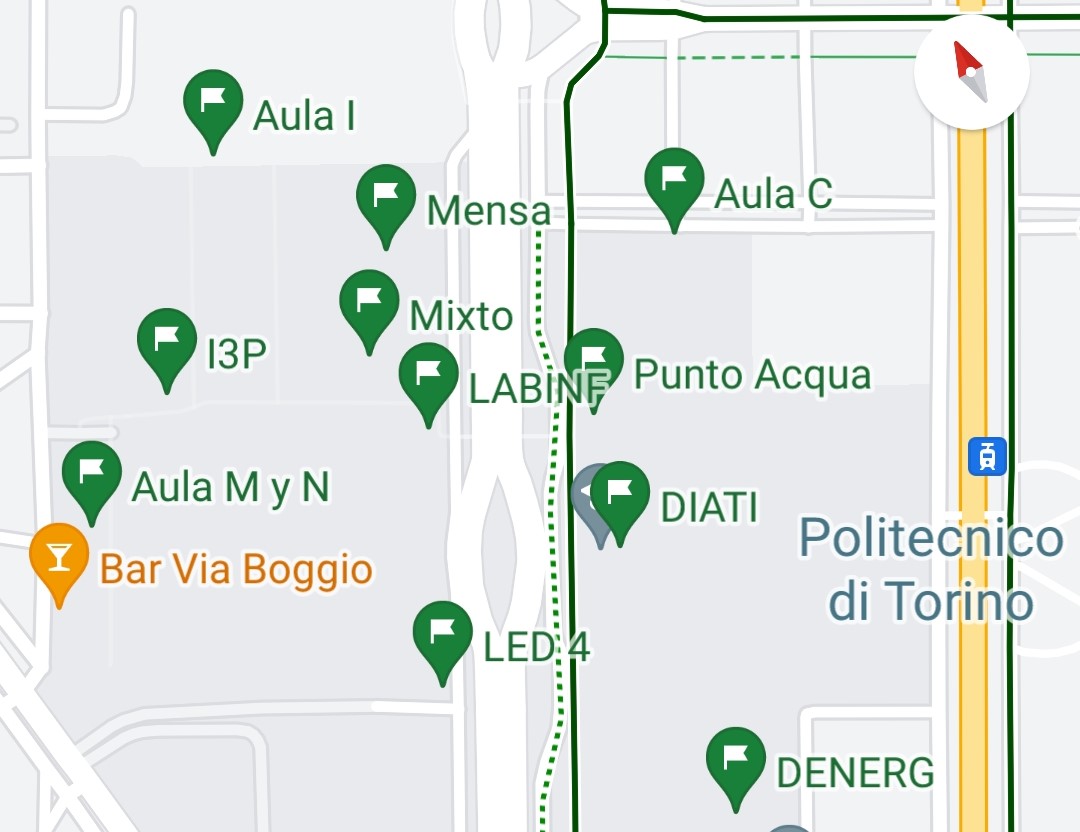 Aula I
Mensa
Aula C
Mixto
I3P
LABINF
Punto Acqua
Aula M y N
DIATI
Politecnico
di Torino
Bar Via Boggio
LED 4
DENERG